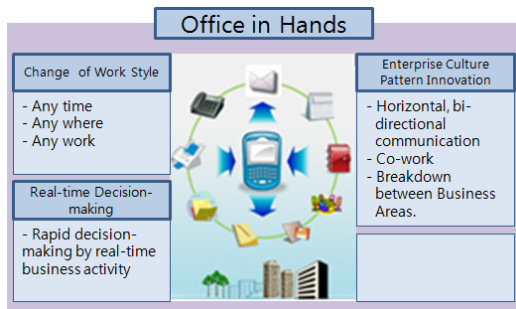 Office in Hands
Change of Work Style
- Any time
- Any where
- Any work
Real-time Decision-
making
- Rapid decision-
making by real-time
business activity
Enterprise Culture
Pattern Innovation
- Horizontal, bi-
directional
communication
- Co-work
- Breakdown
between Business
Areas.